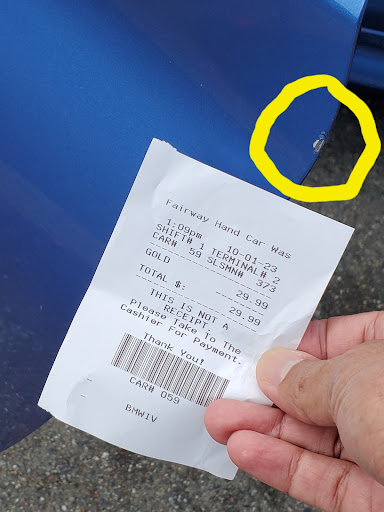 Fairway Hand Car Was
1:09pm 10-01-23
SHIFT# 1 TERMINAL# 2
CAR# 59 SLSMN# 373
GOLD 29.99
TOTAL $: 29.99
THIS IS NOT A
RECEIPT.
Please Take To The
Cashier For Payment.
Thank You!
CAR# 059
BMWIV